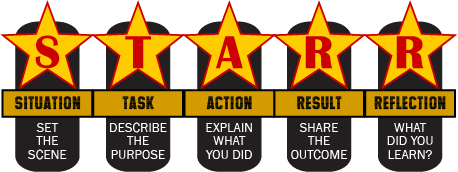 S T A R R
SITUATION TASK ACTION RESULT REFLECTION
SET DESCRIBE EXPLAIN SHARE WHAT
THE THE WHAT THE DID YOU
SCENE PURPOSE YOU DID OUTCOME LEARN?